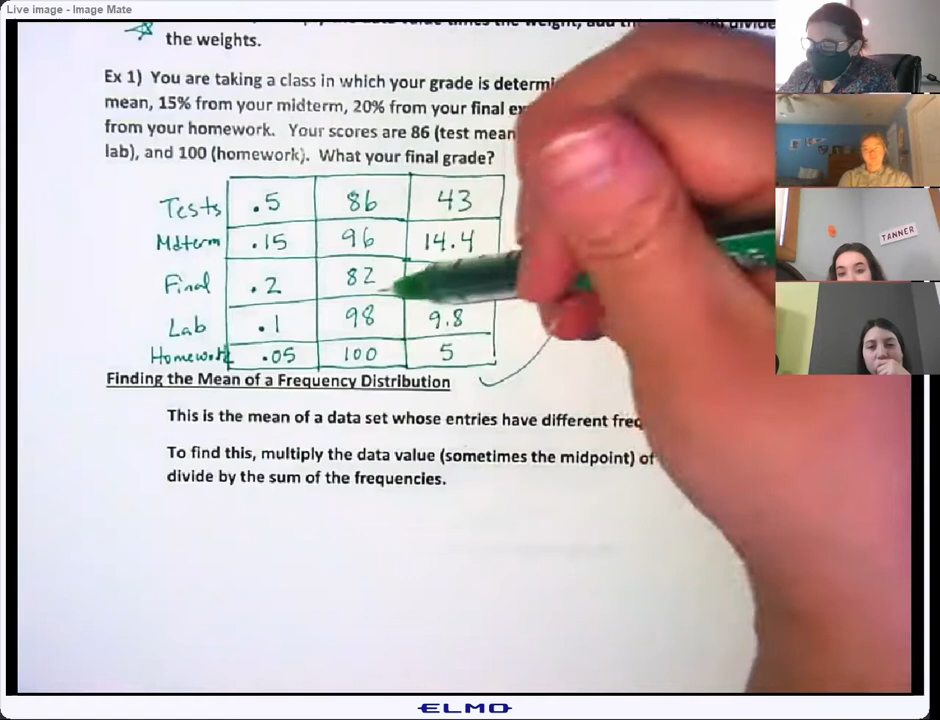 Live image - Image Mate
the weights.
Ex 1) You are taking a class in which your grade is determi
mean, 15% from your midterm, 20% from your final ex
from your homework. Your scores are 86 (test mean
lab), and 100 (homework). What your final grade?
Tests .5 86 43
Mdterm .15 96 14.4
Final .2 82
Lab .1 98 9.8
Homework .05 100 5
Finding the Mean of a Frequency Distribution
This is the mean of a data set whose entries have different freq
To find this, multiply the data value (sometimes the midpoint) of
divide by the sum of the frequencies.
TANNER
ELMO